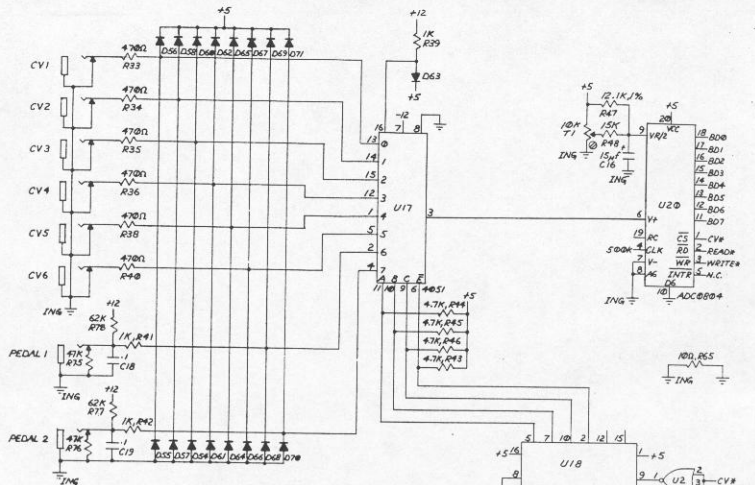 +5
D56 D58 D60 D62 D65 D67 D69 D71
CV1
470Ω
R33
CV2
470Ω
R34
CV3
470Ω
R35
CV4
470Ω
R36
CV5
470Ω
R38
CV6
470Ω
R40
ING
+12
62K
R78
1K, R41
PEDAL 1
47K
R75
.1
C18
ING
+12
62K
R77
1K, R42
PEDAL 2
47K
R76
.1
C19
ING
D55 D57 D54 D61 D64 D66 D68 D70
+12
1K
R39
D63
+5
-12
16 7 8
13 0
14 1
15 2
12 3
1 4
5 5
2 6
4 7
U17
3
A B C E
11 10 9 6 4051
4.7K, R44
+5
4.7K, R45
4.7K, R46
4.7K, R43
5 7 10 2 12 15
+5 16
8
U18
1 +5
9
1 U2 2
3 CV*
+5
12.1K, 1%
R47
10K
T1
15K
R48
ING
15µf
C16
ING
+5
20
VCC
9 VR/2
18 BD0
17 BD1
16 BD2
15 BD3
14 BD4
13 BD5
12 BD6
11 BD7
U20
6 V+
19 RC
500K 4 CLK
7 V-
8 AG
CS 1 CV*
RD 2 READ*
WR 3 WRITE*
INTR 5 N.C.
DG
10
ADC0804
ING
10Ω, R65
ING